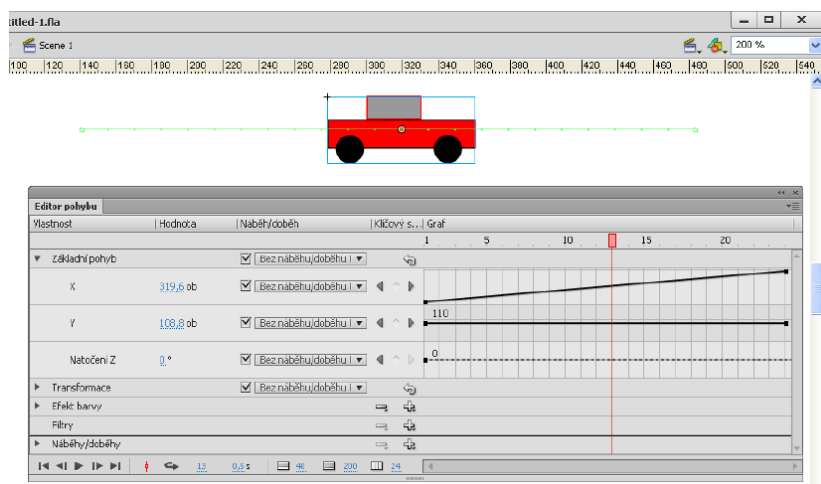 itled-1.fla
Scene 1
200 %
100 120 140 160 180 200 220 240 260 280 300 320 340 360 380 400 420 440 460 480 500 520 540
Editor pohybu
Vlastnost Hodnota Náběh/doběh Klíčový s... Graf
1 5 10 15 20
Základní pohyb Bez náběhu/doběhu
X 319,6 ob Bez náběhu/doběhu
Y 108,8 ob Bez náběhu/doběhu 110
Natočení Z 0 ° Bez náběhu/doběhu 0
Transformace Bez náběhu/doběhu
Efekt barvy
Filtry
Náběhy/doběhy
13 0,5 s 40 200 24